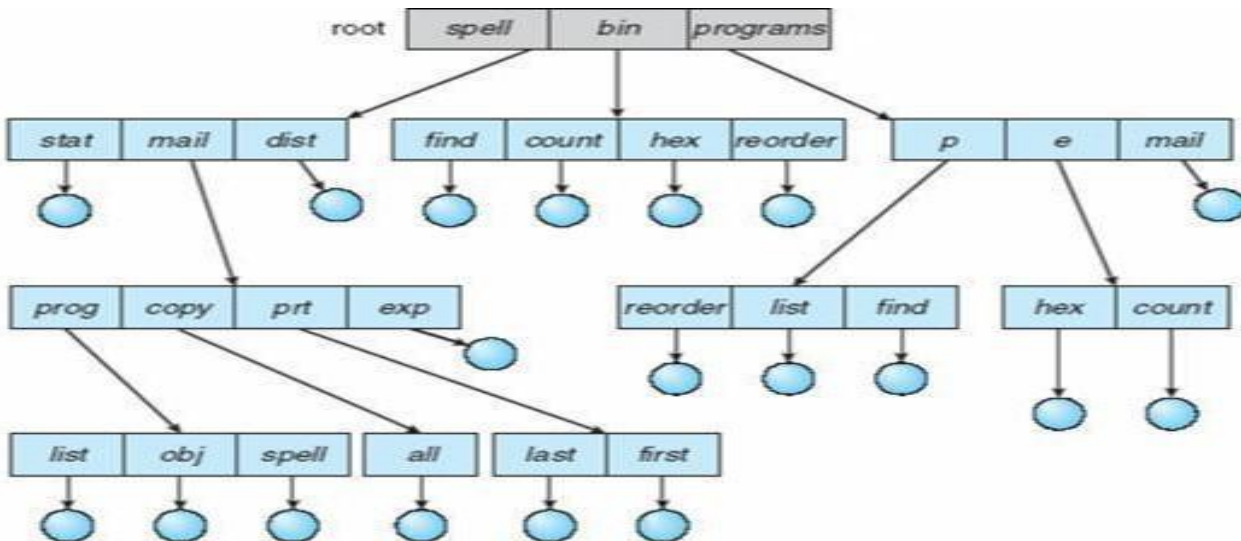 root spell bin programs
stat mail dist find count hex reorder p e mail
prog copy prt exp reorder list find hex count
list obj spell all last first